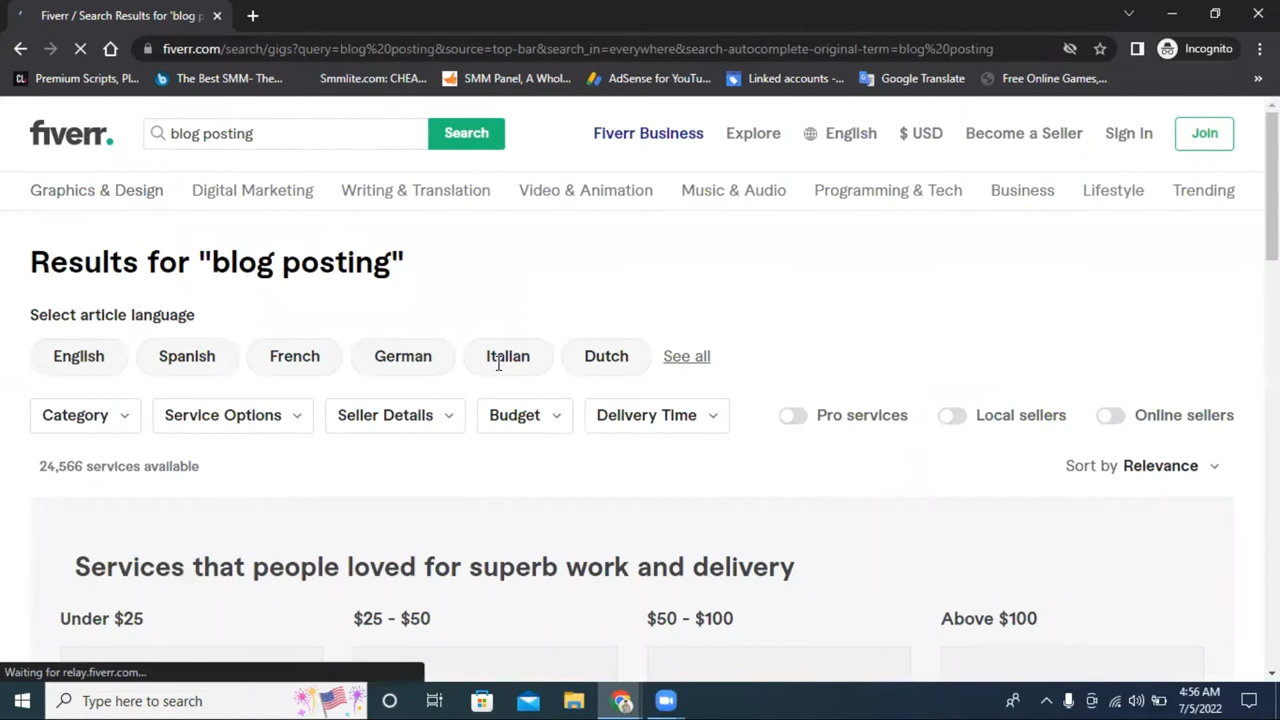 Fiverr / Search Results for 'blog p
fiverr.com/search/gigs?query=blog%20posting&source=top-bar&search_in=everywhere&search-autocomplete-original-term=blog%20posting
Incognito
Premium Scripts, Pl...
The Best SMM- The...
Smmlite.com: CHEA...
SMM Panel, A Whol...
AdSense for YouTu...
Linked accounts -...
Google Translate
Free Online Games,...
fiverr.
blog posting
Search
Fiverr Business
Explore
English
$ USD
Become a Seller
Sign In
Join
Graphics & Design
Digital Marketing
Writing & Translation
Video & Animation
Music & Audio
Programming & Tech
Business
Lifestyle
Trending
Results for "blog posting"
Select article language
English
Spanish
French
German
Italian
Dutch
See all
Category
Service Options
Seller Details
Budget
Delivery Time
Pro services
Local sellers
Online sellers
24,566 services available
Sort by Relevance
Services that people loved for superb work and delivery
Under $25
$25 - $50
$50 - $100
Above $100
Waiting for relay.fiverr.com...
Type here to search
4:56 AM
7/5/2022